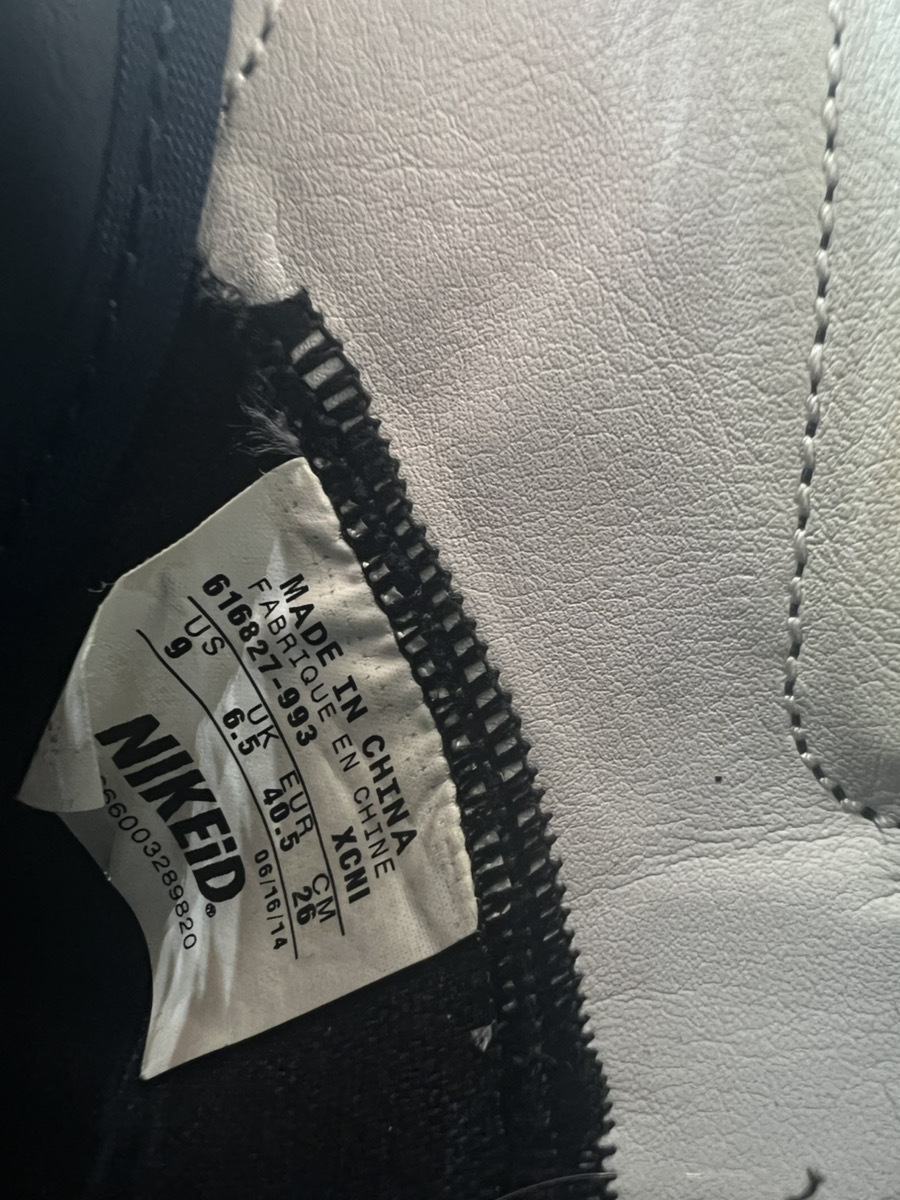 MADE IN CHINA
FABRIQUE EN CHINE
616827-993 XCNI
US UK EUR CM
9 6.5 40.5 26
06/16/14
NIKEiD®